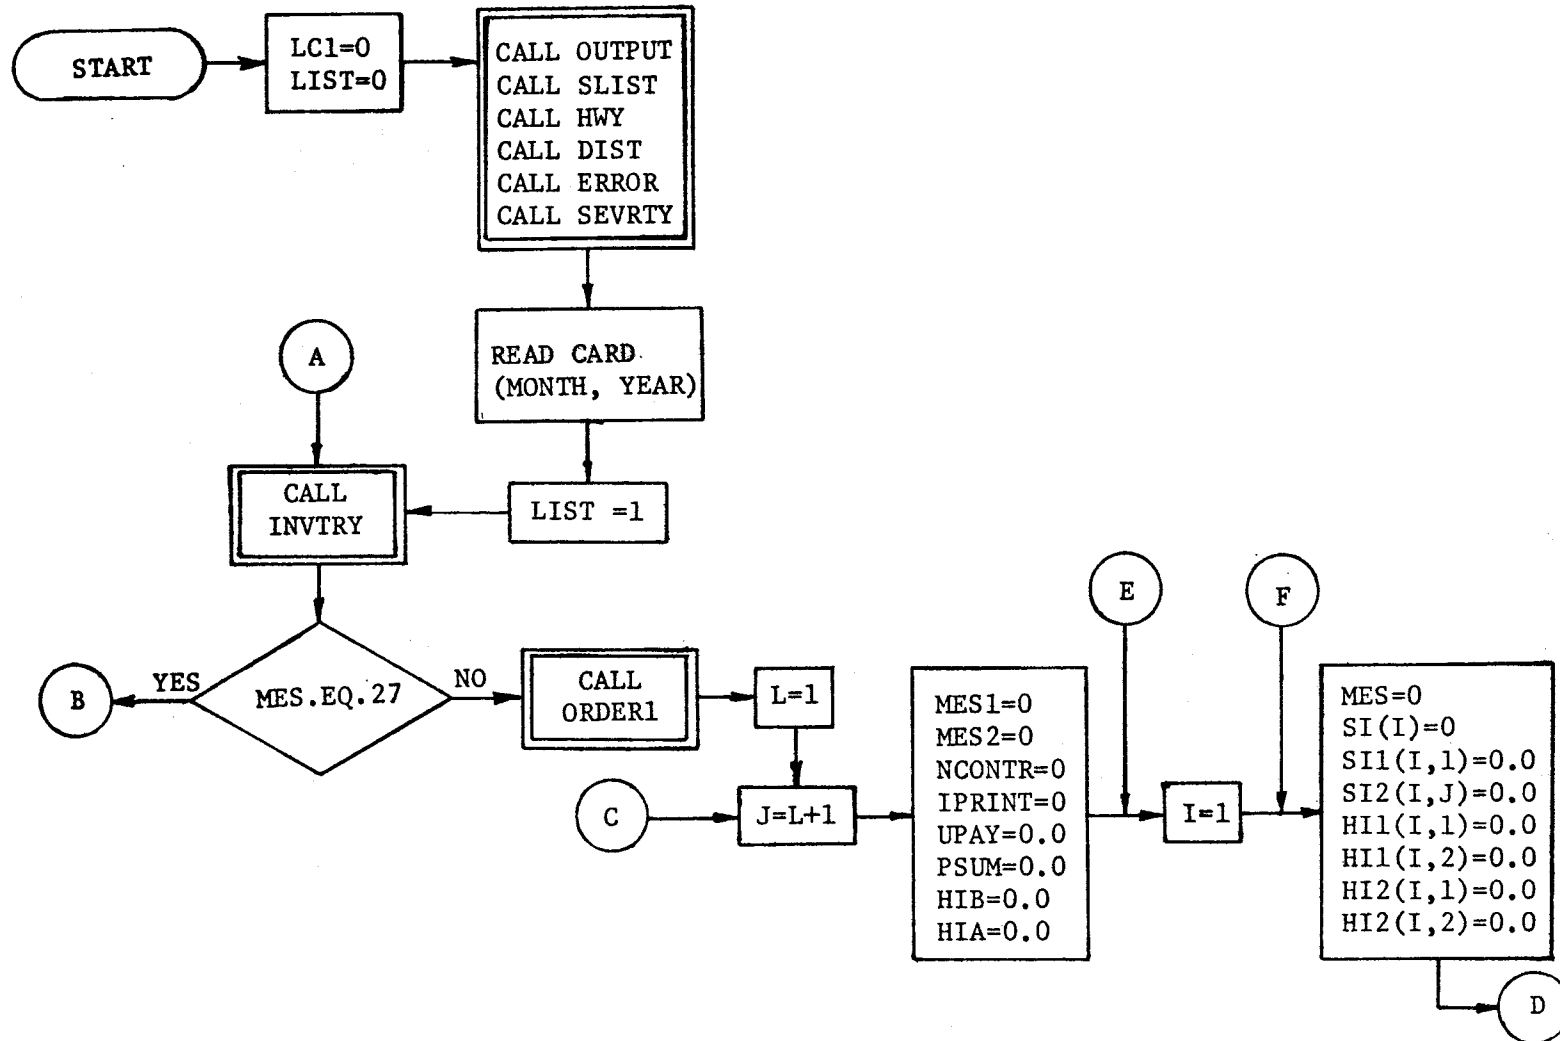 START
LC1=0
LIST=0
CALL OUTPUT
CALL SLIST
CALL HWY
CALL DIST
CALL ERROR
CALL SEVRTY
READ CARD
(MONTH, YEAR)
A
CALL
INVTRY
LIST =1
MES.EQ.27
YES
B
NO
CALL
ORDER1
L=1
C
J=L+1
MES1=0
MES2=0
NCONTR=0
IPRINT=0
UPAY=0.0
PSUM=0.0
HIB=0.0
HIA=0.0
E
I=1
F
MES=0
SI(I)=0
SI1(I,1)=0.0
SI2(I,J)=0.0
HI1(I,1)=0.0
HI1(I,2)=0.0
HI2(I,1)=0.0
HI2(I,2)=0.0
D